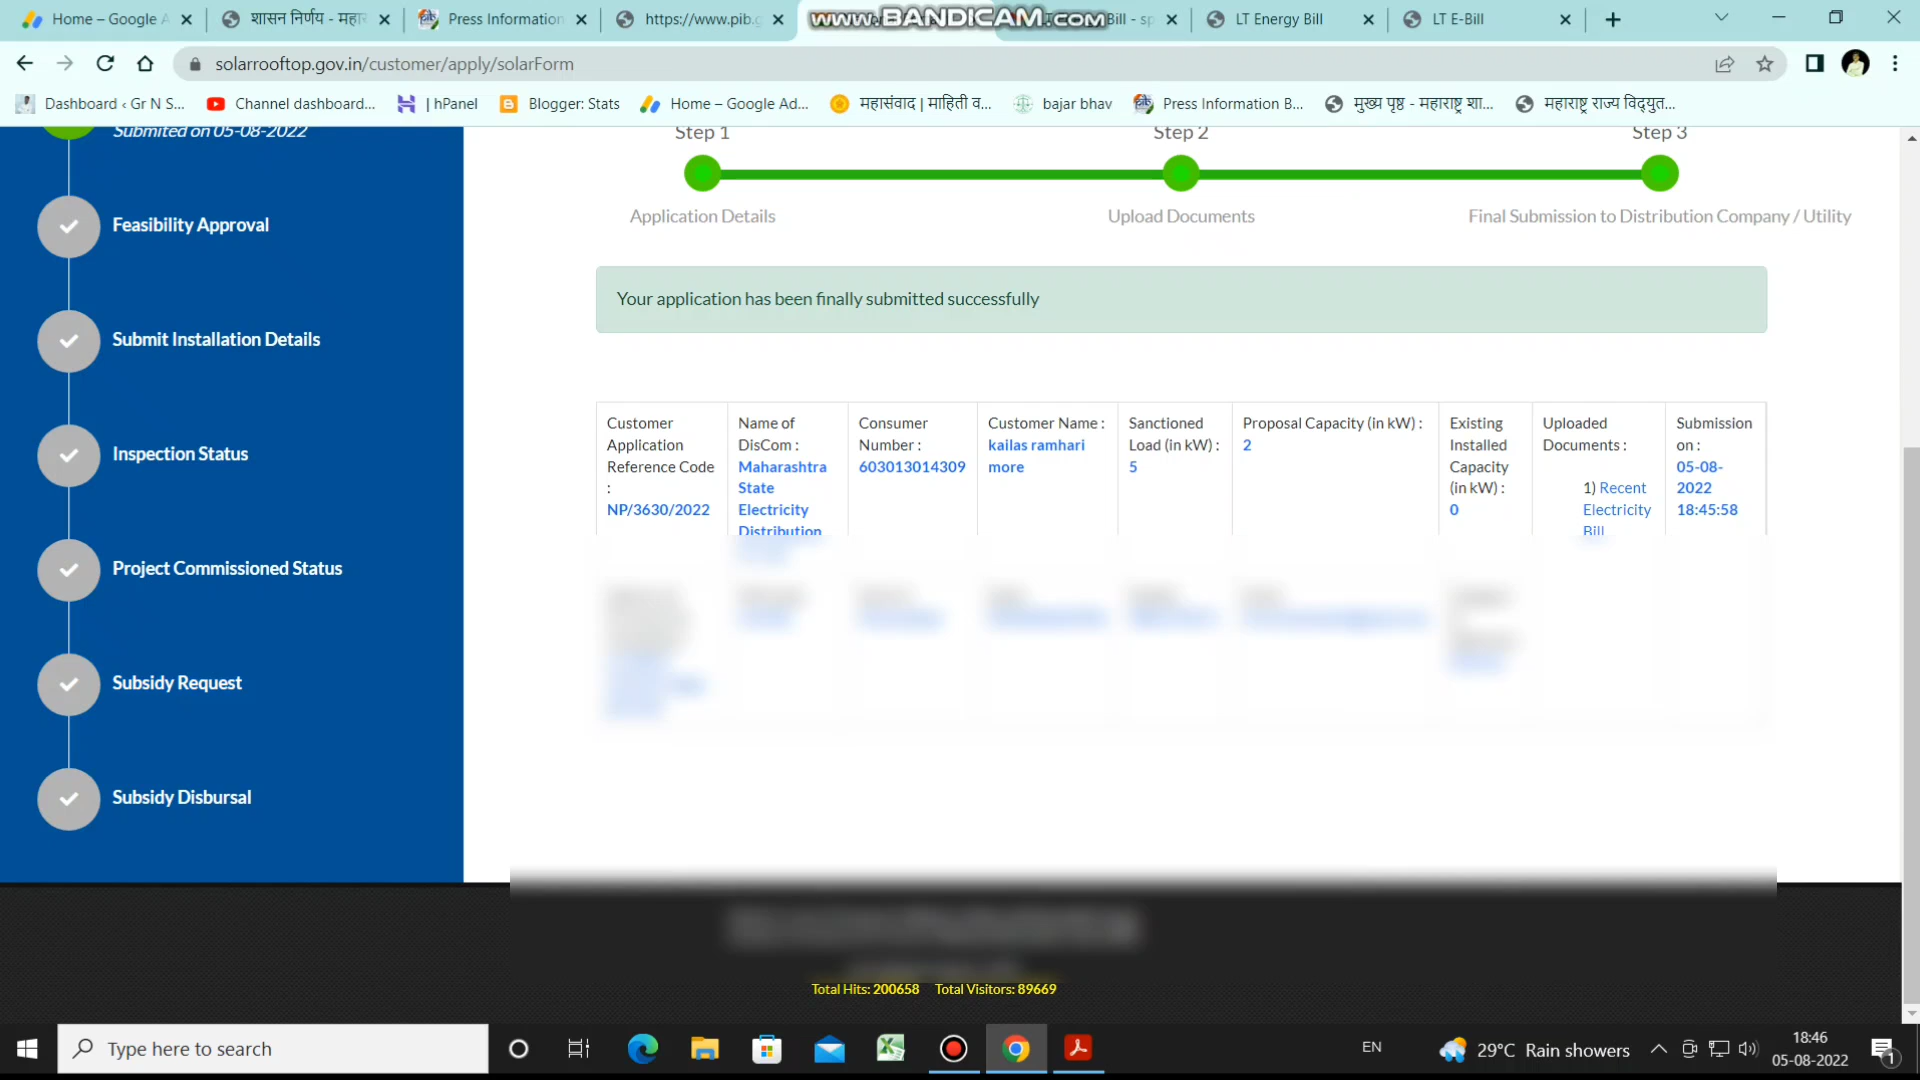 Home – Google A
शासन निर्णय - महार
Press Information
https://www.pib.g
www.BANDICAM.com
Bill - sp
LT Energy Bill
LT E-Bill
solarrooftop.gov.in/customer/apply/solarForm
Dashboard ‹ Gr N S...
Channel dashboard...
| hPanel
Blogger: Stats
Home – Google Ad...
महासंवाद | माहिती व...
bajar bhav
Press Information B...
मुख्य पृष्ठ - महाराष्ट्र शा...
महाराष्ट्र राज्य विद्युत...
Submited on 05-08-2022
Feasibility Approval
Submit Installation Details
Inspection Status
Project Commissioned Status
Subsidy Request
Subsidy Disbursal
Step 1
Step 2
Step 3
Application Details
Upload Documents
Final Submission to Distribution Company / Utility
Your application has been finally submitted successfully
Customer
Application
Reference Code
:
NP/3630/2022
Name of
DisCom :
Maharashtra
State
Electricity
Distribution
Consumer
Number :
603013014309
Customer Name :
kailas ramhari
more
Sanctioned
Load (in kW) :
5
Proposal Capacity (in kW) :
2
Existing
Installed
Capacity
(in kW) :
0
Uploaded
Documents :
1) Recent
Electricity
Bill
Submission
on :
05-08-
2022
18:45:58
Total Hits: 200658 Total Visitors: 89669
Type here to search
EN
29°C Rain showers
18:46
05-08-2022
1